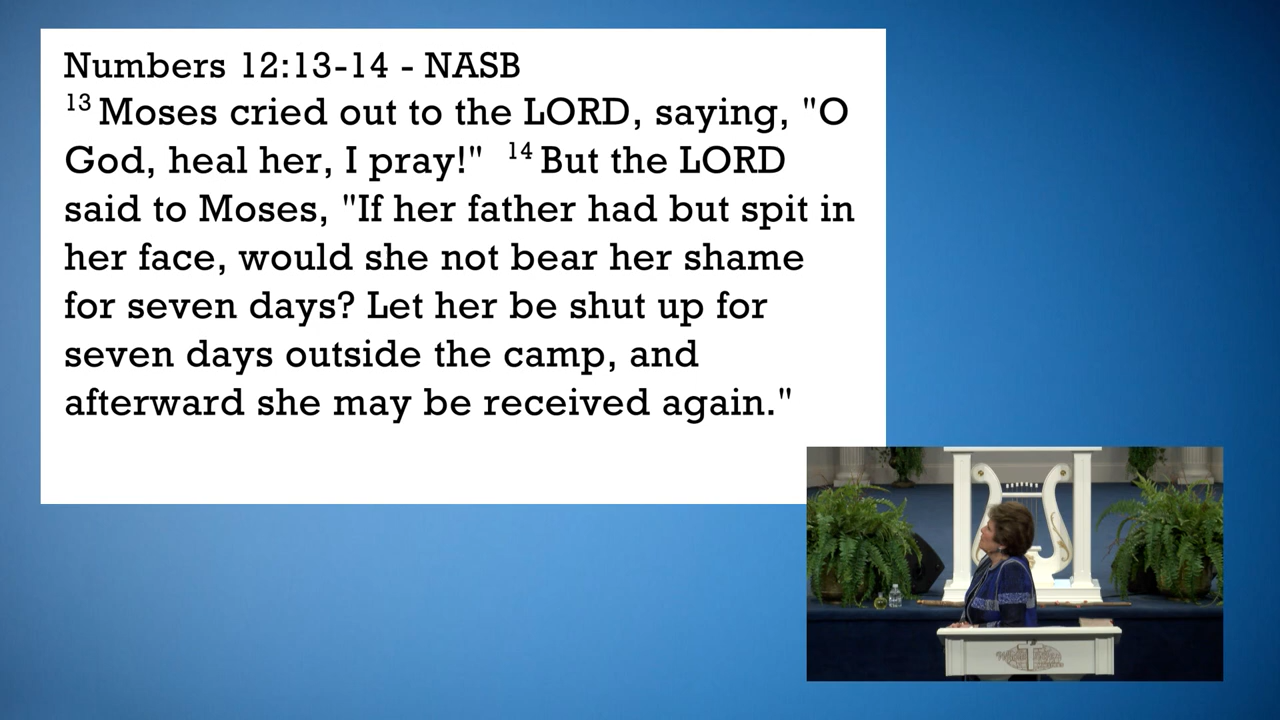 Numbers 12:13-14 - NASB
13 Moses cried out to the LORD, saying, "O
God, heal her, I pray!" 14 But the LORD
said to Moses, "If her father had but spit in
her face, would she not bear her shame
for seven days? Let her be shut up for
seven days outside the camp, and
afterward she may be received again."